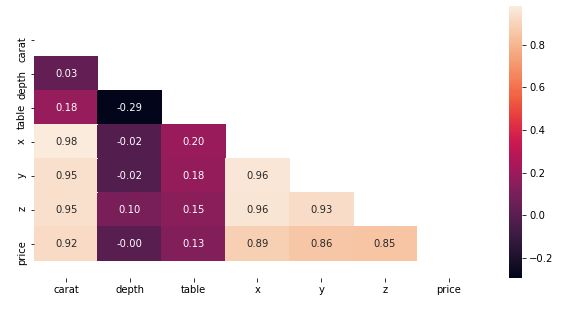 carat
depth 0.03
table 0.18 -0.29
x 0.98 -0.02 0.20
y 0.95 -0.02 0.18 0.96
z 0.95 0.10 0.15 0.96 0.93
price 0.92 -0.00 0.13 0.89 0.86 0.85
carat depth table x y z price
0.8
0.6
0.4
0.2
0.0
−0.2